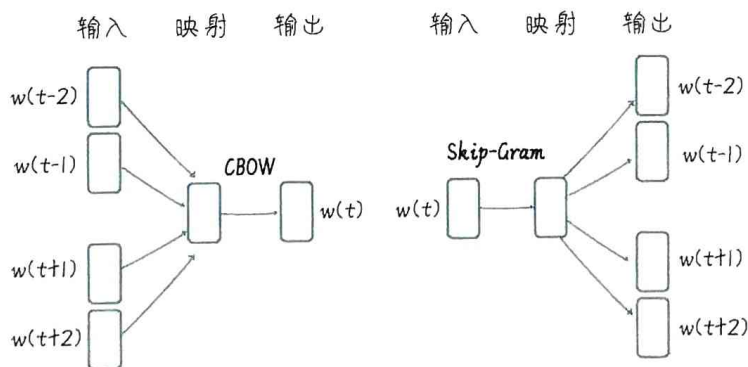 输入 映射 输出
w(t-2)
w(t-1)
CBOW
w(t)
w(t+1)
w(t+2)
输入 映射 输出
w(t-2)
w(t-1)
Skip-Gram
w(t)
w(t+1)
w(t+2)